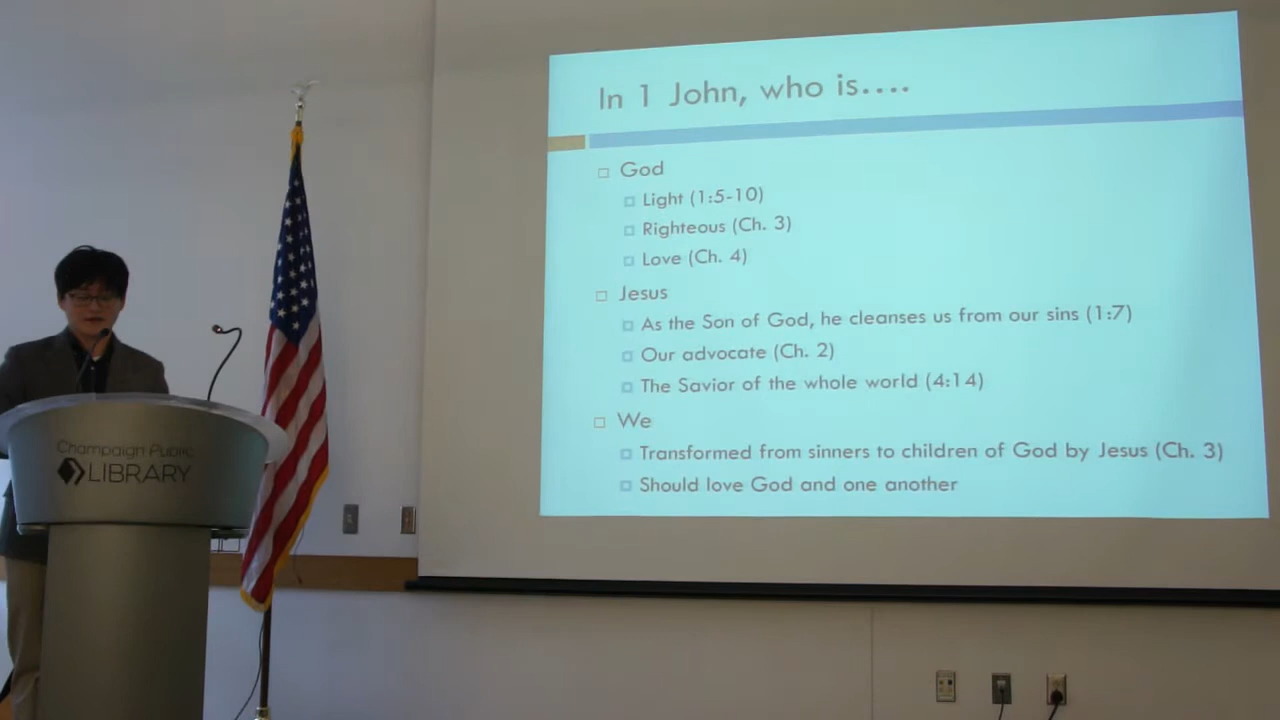 In 1 John, who is....
God
Light (1:5-10)
Righteous (Ch. 3)
Love (Ch. 4)
Jesus
As the Son of God, he cleanses us from our sins (1:7)
Our advocate (Ch. 2)
The Savior of the whole world (4:14)
We
Transformed from sinners to children of God by Jesus (Ch. 3)
Should love God and one another
Champaign Public
LIBRARY